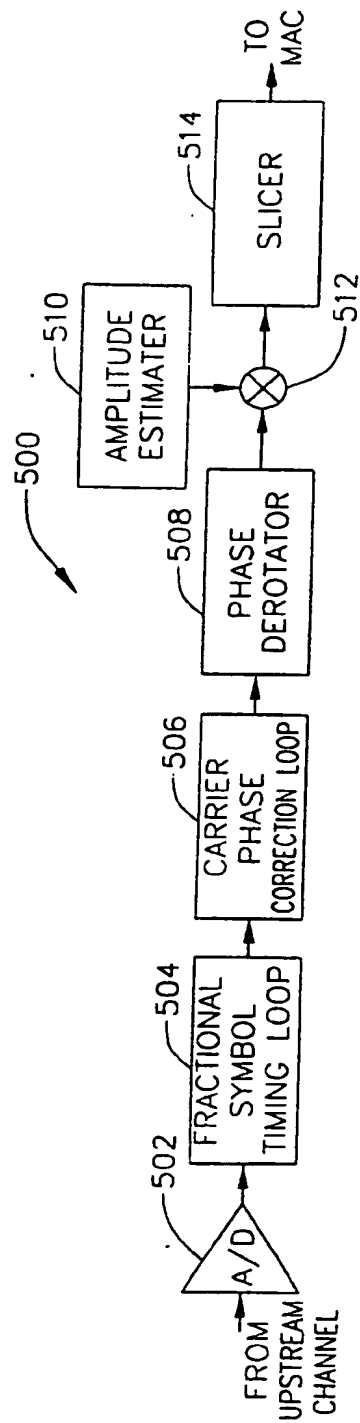 500
FROM
UPSTREAM
CHANNEL
502
A/D
504
FRACTIONAL
SYMBOL
TIMING LOOP
506
CARRIER
PHASE
CORRECTION LOOP
508
PHASE
DEROTATOR
510
AMPLITUDE
ESTIMATER
512
514
SLICER
TO
MAC